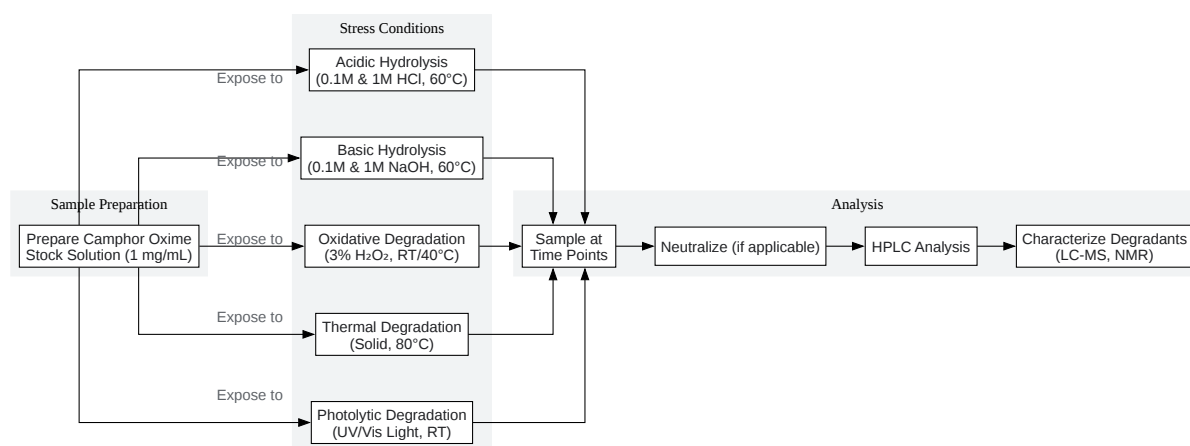 Stress Conditions
Acidic Hydrolysis
(0.1M & 1M HCl, 60°C)
Expose to
Basic Hydrolysis
(0.1M & 1M NaOH, 60°C)
Expose to
Sample Preparation
Analysis
Prepare Camphor Oxime
Stock Solution (1 mg/mL)
Expose to
Oxidative Degradation
(3% H₂O₂, RT/40°C)
Sample at
Time Points
Neutralize (if applicable)
HPLC Analysis
Characterize Degradants
(LC-MS, NMR)
Expose to
Thermal Degradation
(Solid, 80°C)
Expose to
Photolytic Degradation
(UV/Vis Light, RT)